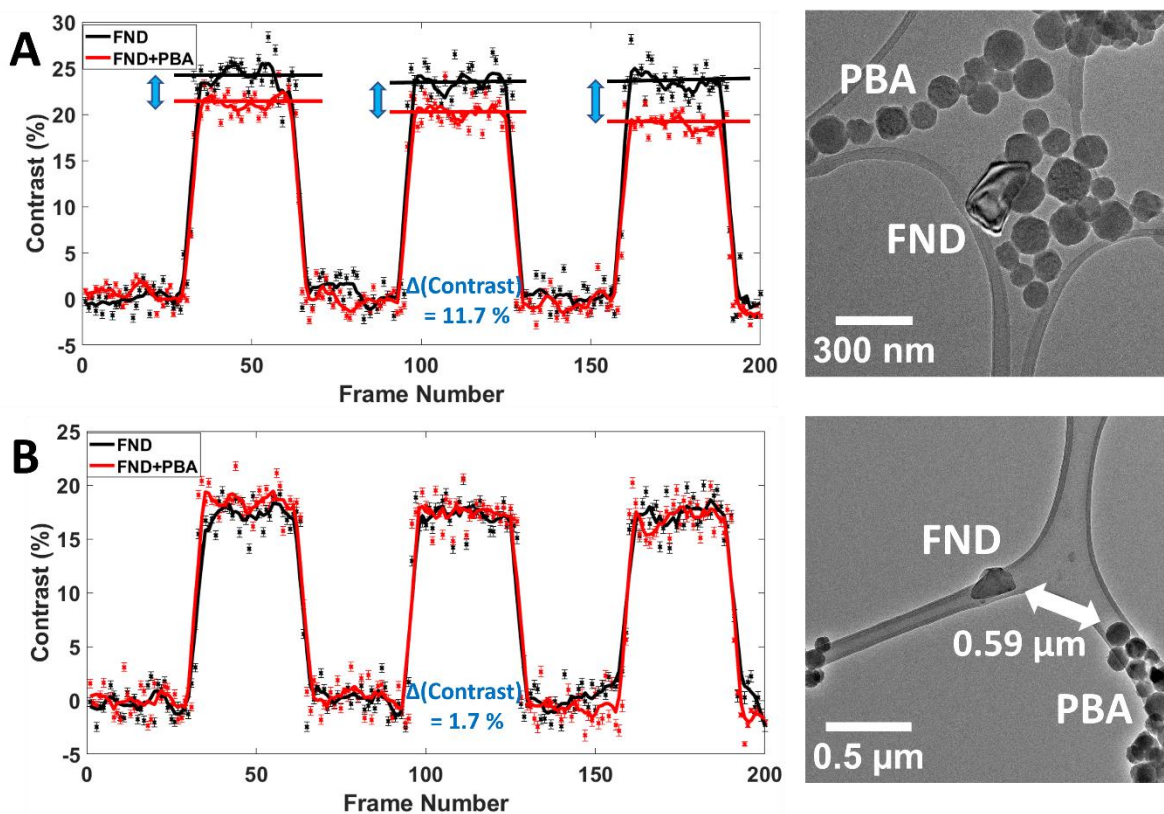 A
FND
FND+PBA
30
25
20
15
10
5
0
-5
Contrast (%)
Δ(Contrast)
= 11.7 %
0
50
100
150
200
Frame Number
PBA
FND
300 nm
B
FND
FND+PBA
25
20
15
10
5
0
-5
Contrast (%)
Δ(Contrast)
= 1.7 %
0
50
100
150
200
Frame Number
FND
0.59 µm
PBA
0.5 µm